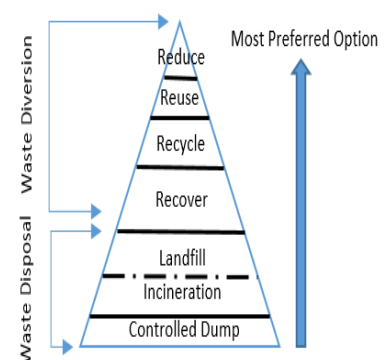 Most Preferred Option
Reduce
Reuse
Recycle
Recover
Landfill
Incineration
Controlled Dump
Waste Diversion
Waste Disposal